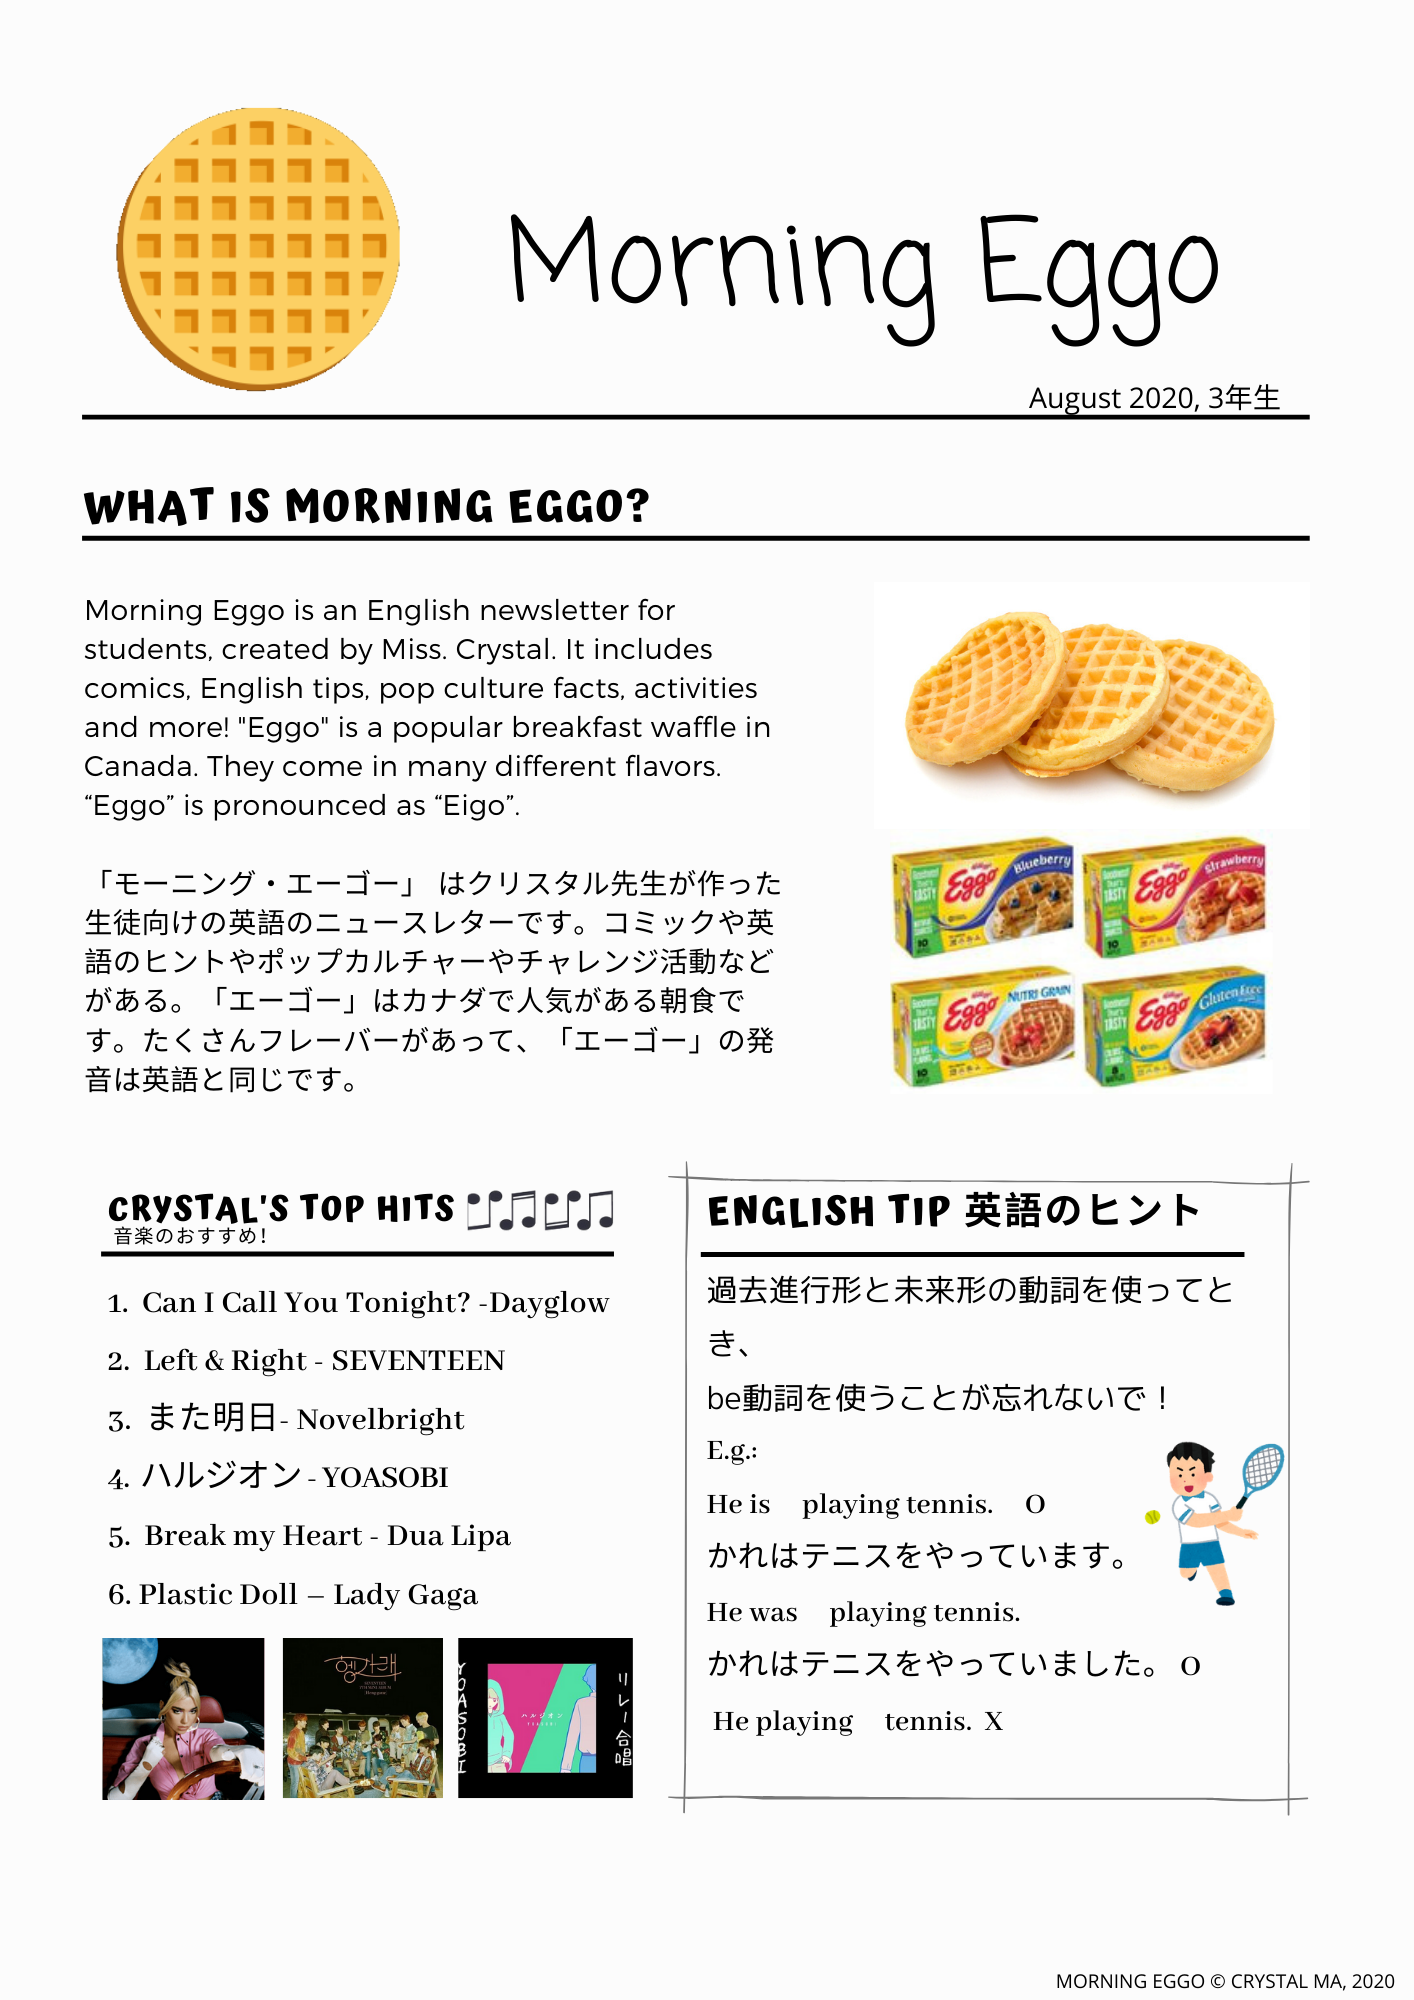 Morning Eggo
August 2020, 3年生
WHAT IS MORNING EGGO?
Morning Eggo is an English newsletter for
students, created by Miss. Crystal. It includes
comics, English tips, pop culture facts, activities
and more! "Eggo" is a popular breakfast waffle in
Canada. They come in many different flavors.
“Eggo” is pronounced as “Eigo”.
「モーニング・エーゴー」 はクリスタル先生が作った
生徒向けの英語のニュースレターです。コミックや英
語のヒントやポップカルチャーやチャレンジ活動など
がある。「エーゴー」はカナダで人気がある朝食で
す。たくさんフレーバーがあって、「エーゴー」の発
音は英語と同じです。
Eggo Blueberry
Eggo Strawberry
Eggo NUTRI-GRAIN
Eggo Gluten Free
CRYSTAL'S TOP HITS
音楽のおすすめ!
1. Can I Call You Tonight? -Dayglow
2. Left & Right - SEVENTEEN
3. また明日- Novelbright
4. ハルジオン - YOASOBI
5. Break my Heart - Dua Lipa
6. Plastic Doll – Lady Gaga
헹가래
YOASOBI
ハルジオン
リレー合唱
ENGLISH TIP 英語のヒント
過去進行形と未来形の動詞を使ってと
き、
be動詞を使うことが忘れないで！
E.g.:
He is playing tennis. O
かれはテニスをやっています。
He was playing tennis.
かれはテニスをやっていました。 O
He playing tennis. X
MORNING EGGO © CRYSTAL MA, 2020